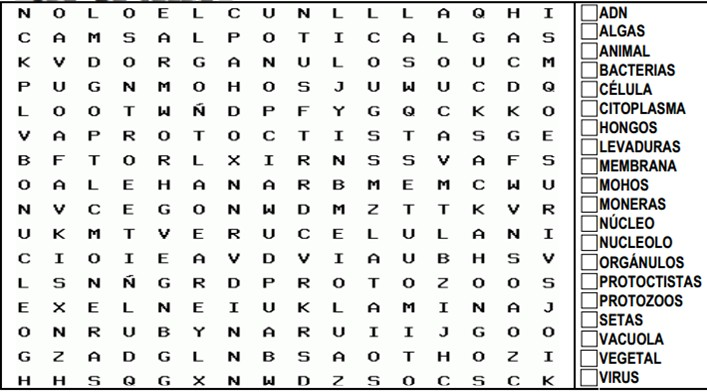 N O L O E L C U N L L L A Q H I
C A M S A L P O T I C A L G A S
K V D O R G A N U L O S O U C M
P U G N M O H O S J U W U C D Q
L O O T W Ñ D P F Y G Q C K K O
V A P R O T O C T I S T A S G E
B F T O R L X I R N S S V A F S
O A L E H A N A R B M E M C W U
N V C E G O N W D M Z T T K V R
U K M T V E R U C E L U L A N I
C I O I E A V D V I A U B H S V
L S N Ñ G R D P R O T O Z O O S
E X E L N E I U K L A M I N A J
O N R U B Y N A R U I I J G O O
G Z A D G L N B S A O T H O Z I
H H S Q G X N W D Z S O C S C K
ADN
ALGAS
ANIMAL
BACTERIAS
CÉLULA
CITOPLASMA
HONGOS
LEVADURAS
MEMBRANA
MOHOS
MONERAS
NÚCLEO
NUCLEOLO
ORGÁNULOS
PROTOCTISTAS
PROTOZOOS
SETAS
VACUOLA
VEGETAL
VIRUS